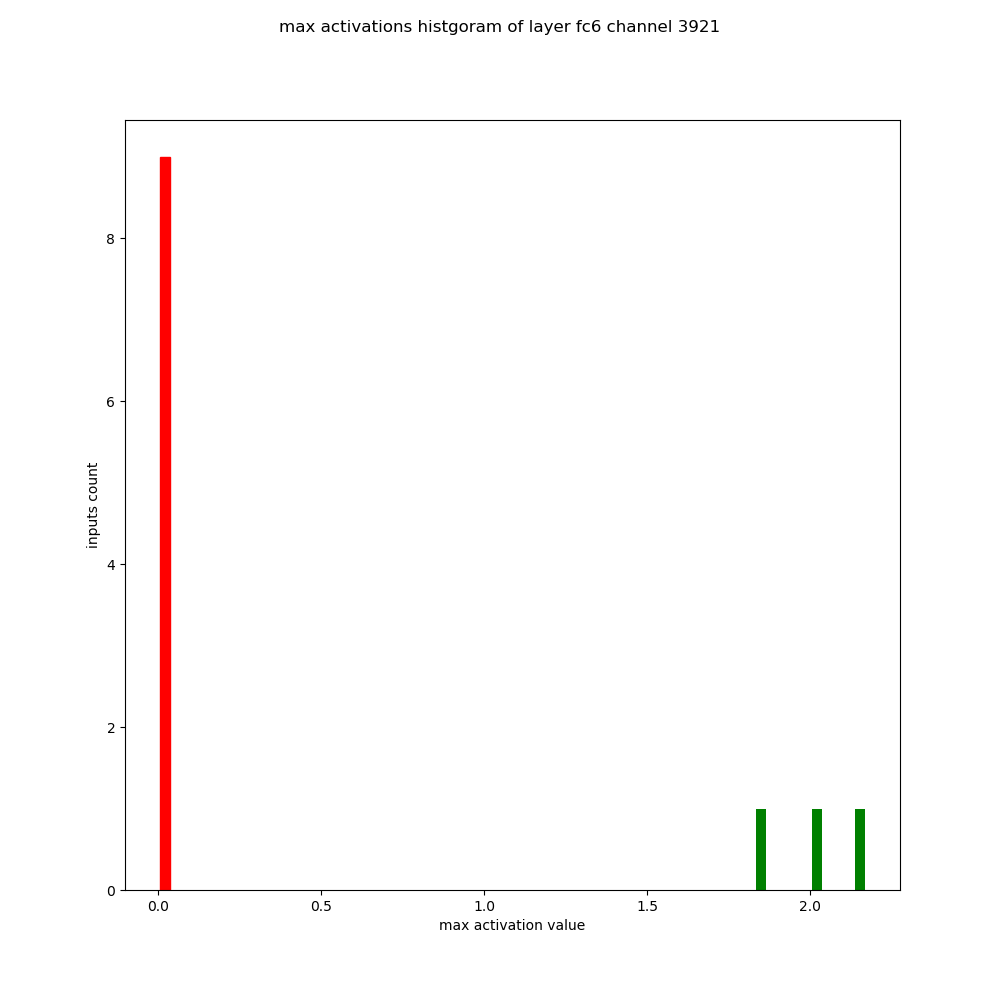 max activations histgoram of layer fc6 channel 3921
8
6
4
2
0
inputs count
0.0 0.5 1.0 1.5 2.0
max activation value